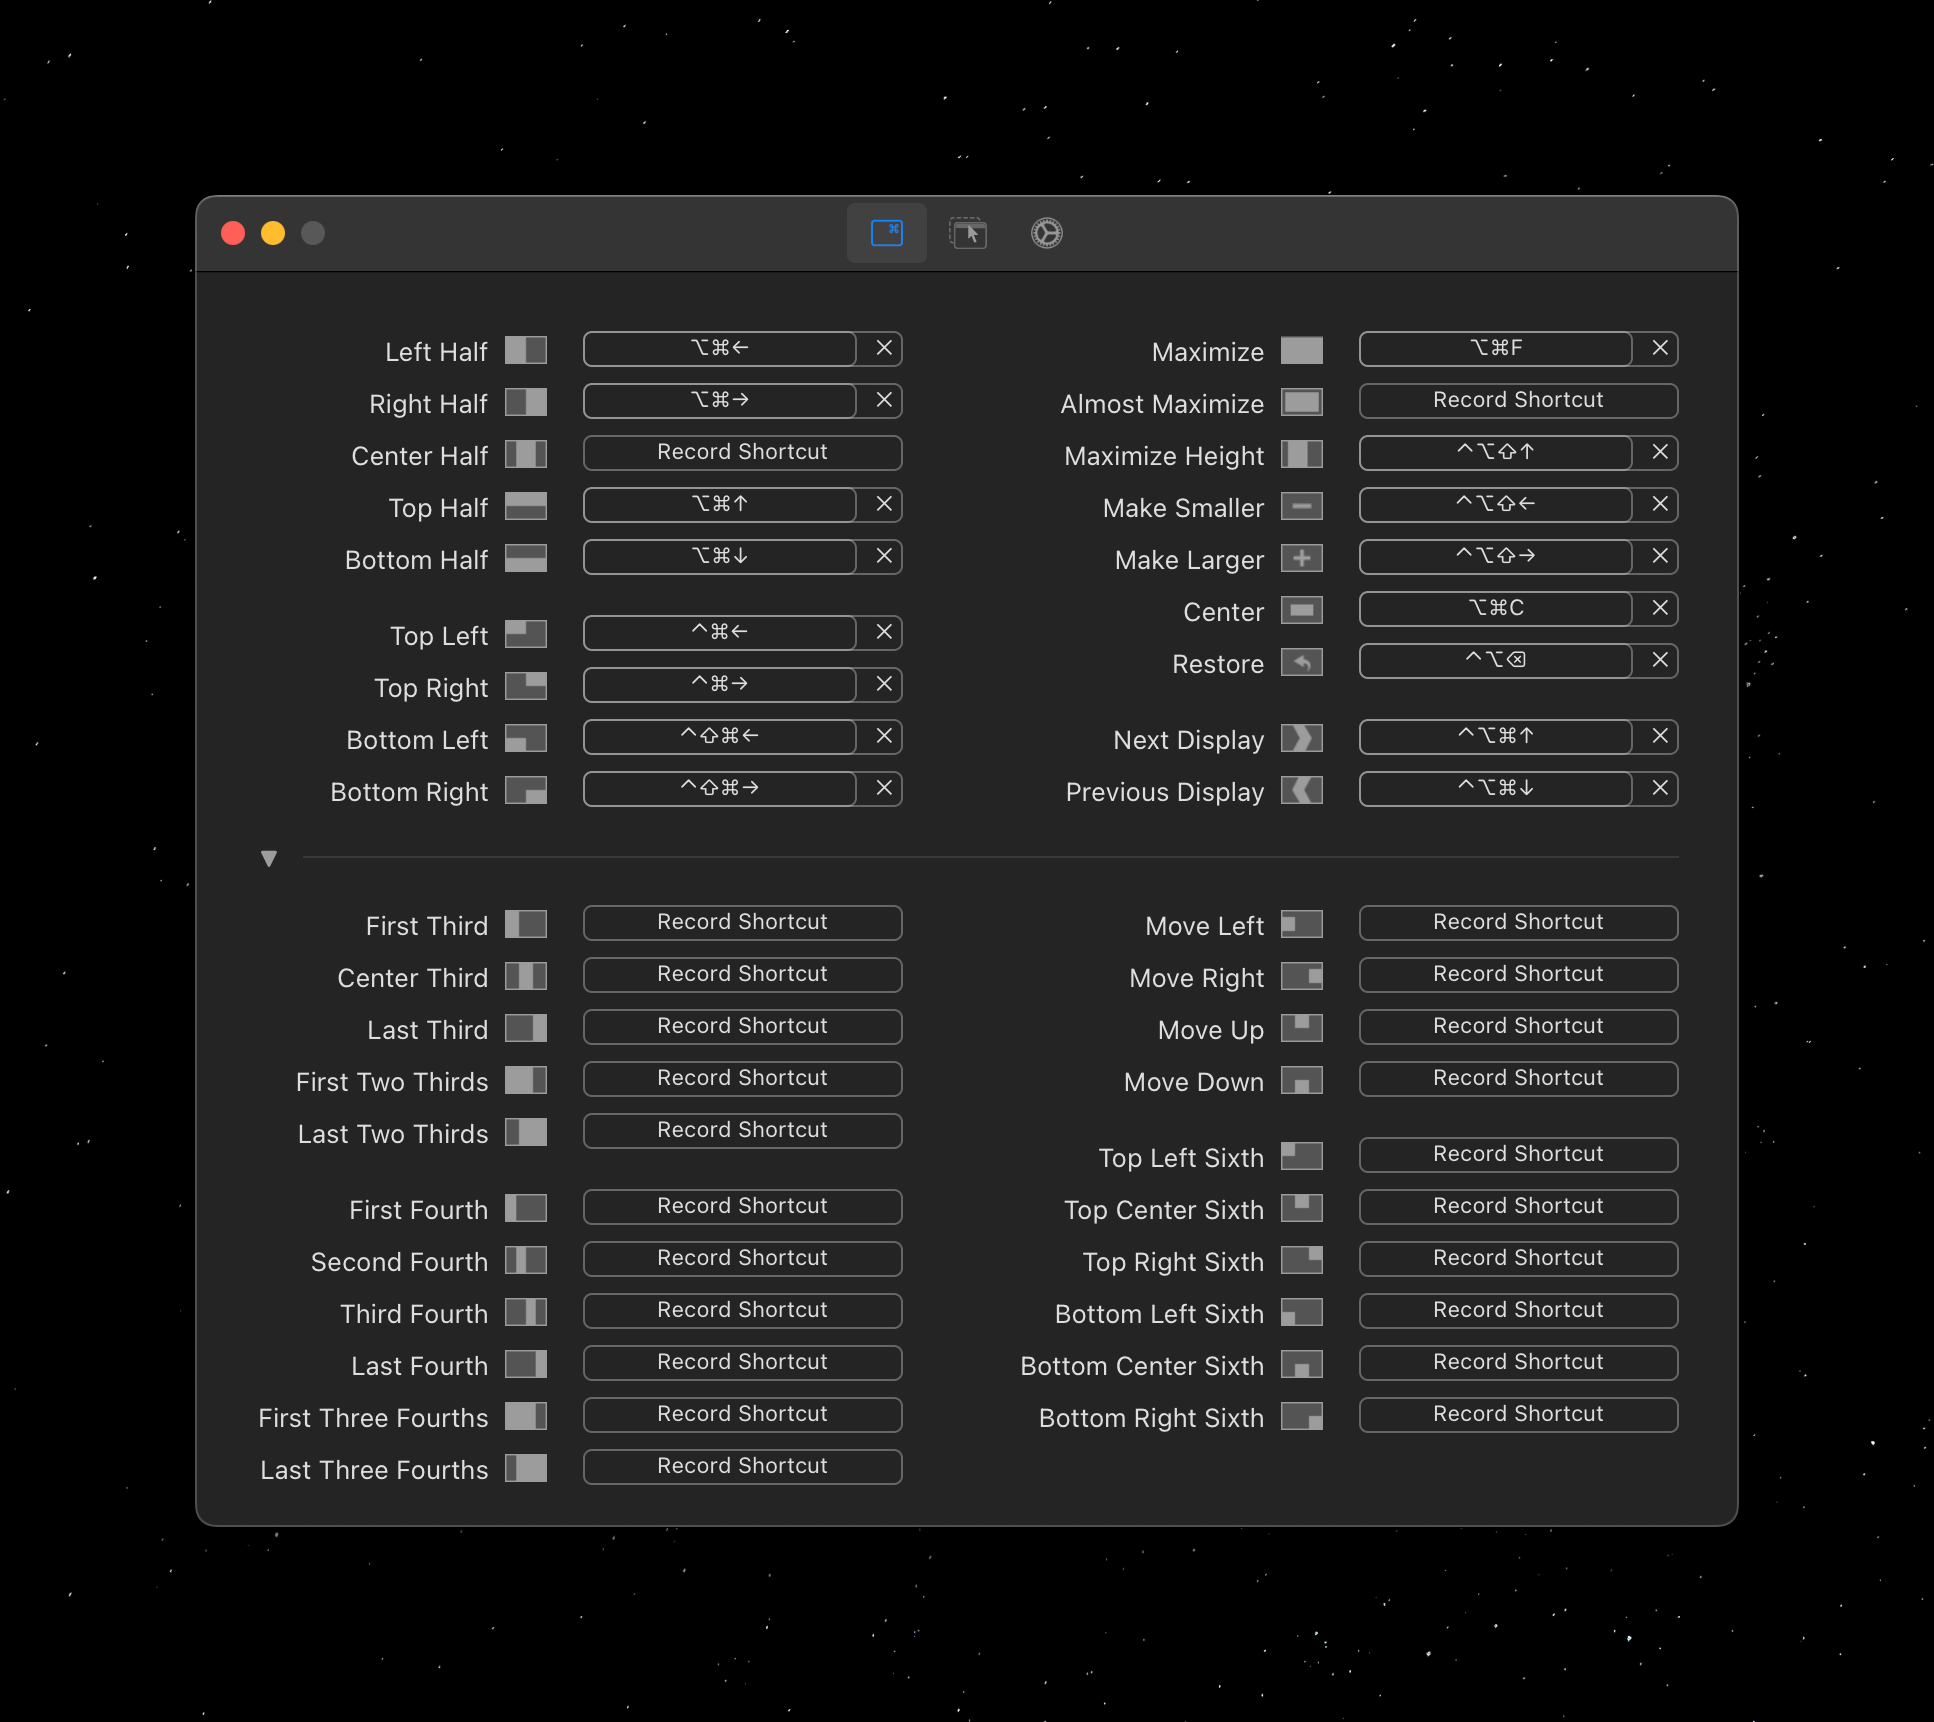 ⌘
Left Half ⌥⌘←
Right Half ⌥⌘→
Center Half Record Shortcut
Top Half ⌥⌘↑
Bottom Half ⌥⌘↓
Top Left ^⌘←
Top Right ^⌘→
Bottom Left ^⇧⌘←
Bottom Right ^⇧⌘→
Maximize ⌥⌘F
Almost Maximize Record Shortcut
Maximize Height ^⌥⇧↑
Make Smaller ^⌥⇧←
Make Larger ^⌥⇧→
Center ⌥⌘C
Restore ^⌥⌫
Next Display ^⌥⌘↑
Previous Display ^⌥⌘↓
First Third Record Shortcut
Center Third Record Shortcut
Last Third Record Shortcut
First Two Thirds Record Shortcut
Last Two Thirds Record Shortcut
First Fourth Record Shortcut
Second Fourth Record Shortcut
Third Fourth Record Shortcut
Last Fourth Record Shortcut
First Three Fourths Record Shortcut
Last Three Fourths Record Shortcut
Move Left Record Shortcut
Move Right Record Shortcut
Move Up Record Shortcut
Move Down Record Shortcut
Top Left Sixth Record Shortcut
Top Center Sixth Record Shortcut
Top Right Sixth Record Shortcut
Bottom Left Sixth Record Shortcut
Bottom Center Sixth Record Shortcut
Bottom Right Sixth Record Shortcut